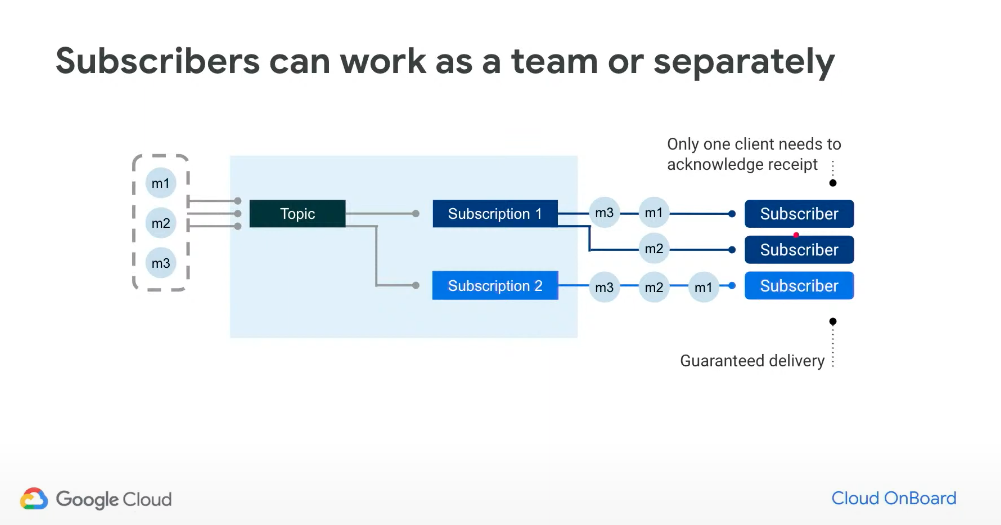 Subscribers can work as a team or separately
Only one client needs to
acknowledge receipt
m1
m2
m3
Topic
Subscription 1
m3
m1
Subscriber
m2
Subscriber
Subscription 2
m3
m2
m1
Subscriber
Guaranteed delivery
Google Cloud
Cloud OnBoard